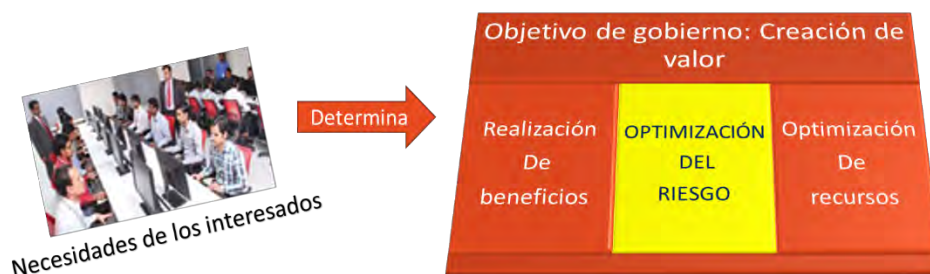 Necesidades de los interesados
Determina
Objetivo de gobierno: Creación de
valor
Realización
De
beneficios
OPTIMIZACIÓN
DEL
RIESGO
Optimización
De
recursos